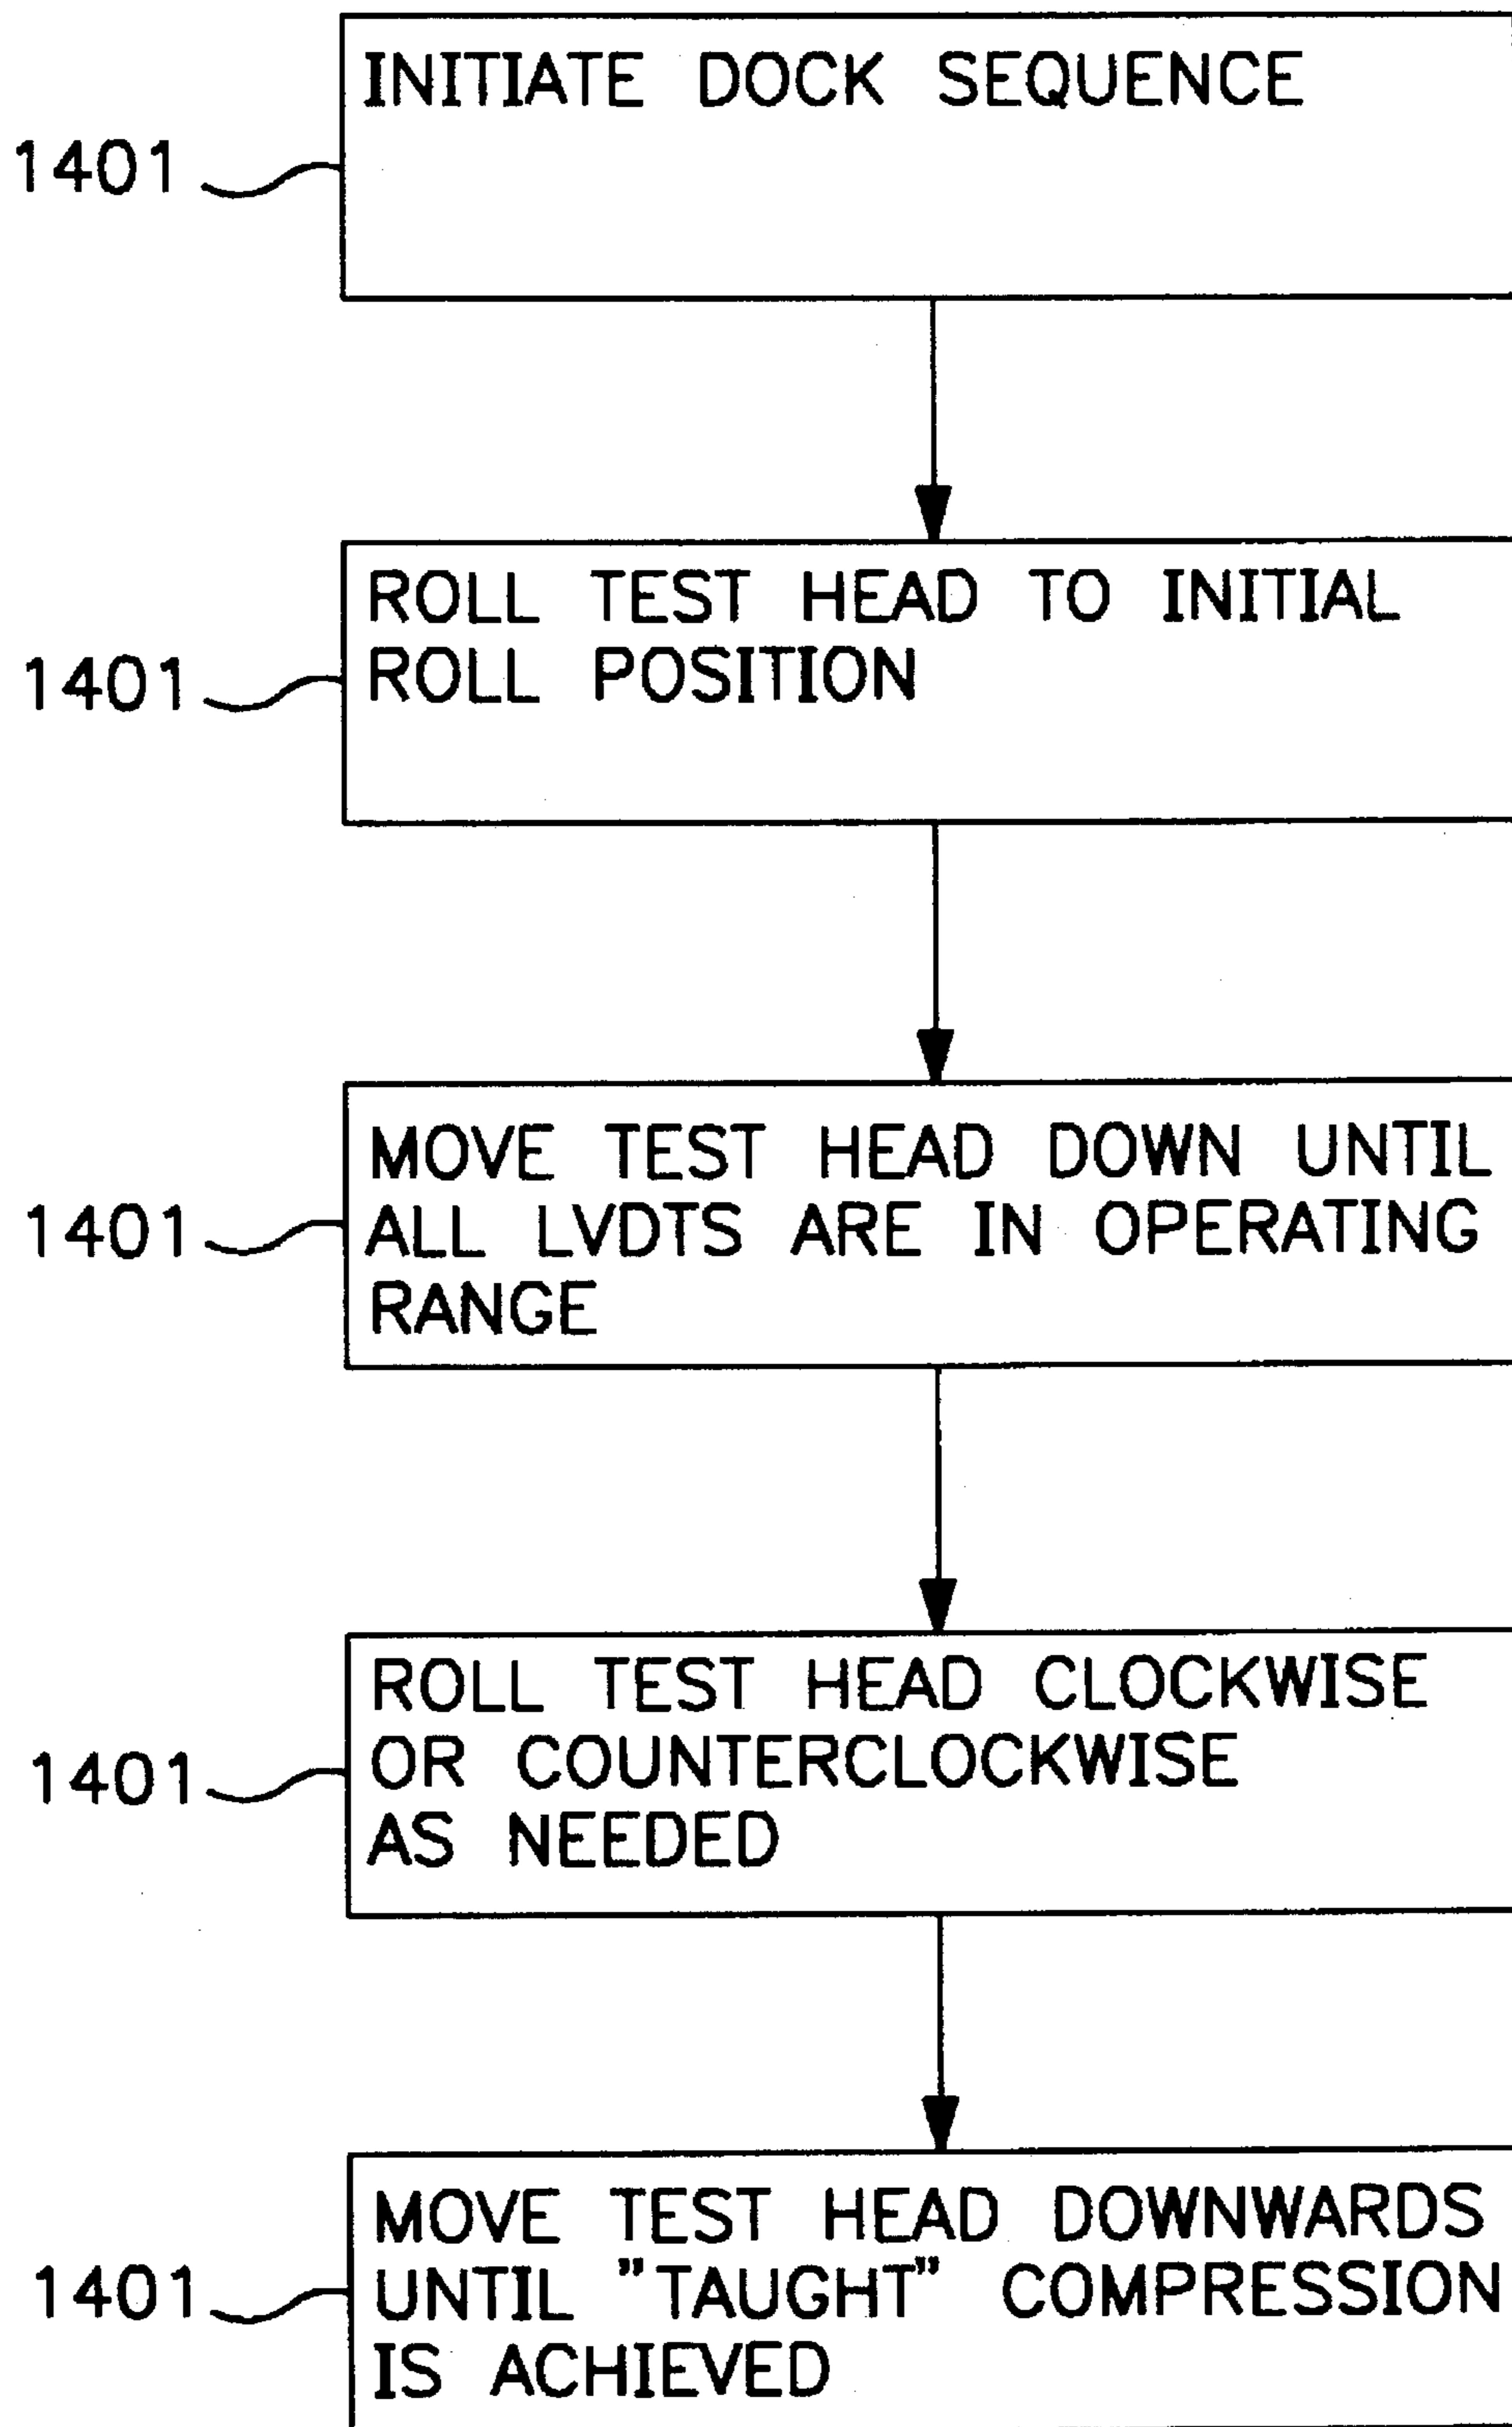 INITIATE DOCK SEQUENCE
1401
ROLL TEST HEAD TO INITIAL
ROLL POSITION
1401
MOVE TEST HEAD DOWN UNTIL
ALL LVDTS ARE IN OPERATING
RANGE
1401
ROLL TEST HEAD CLOCKWISE
OR COUNTERCLOCKWISE
AS NEEDED
1401
MOVE TEST HEAD DOWNWARDS
UNTIL "TAUGHT" COMPRESSION
IS ACHIEVED
1401